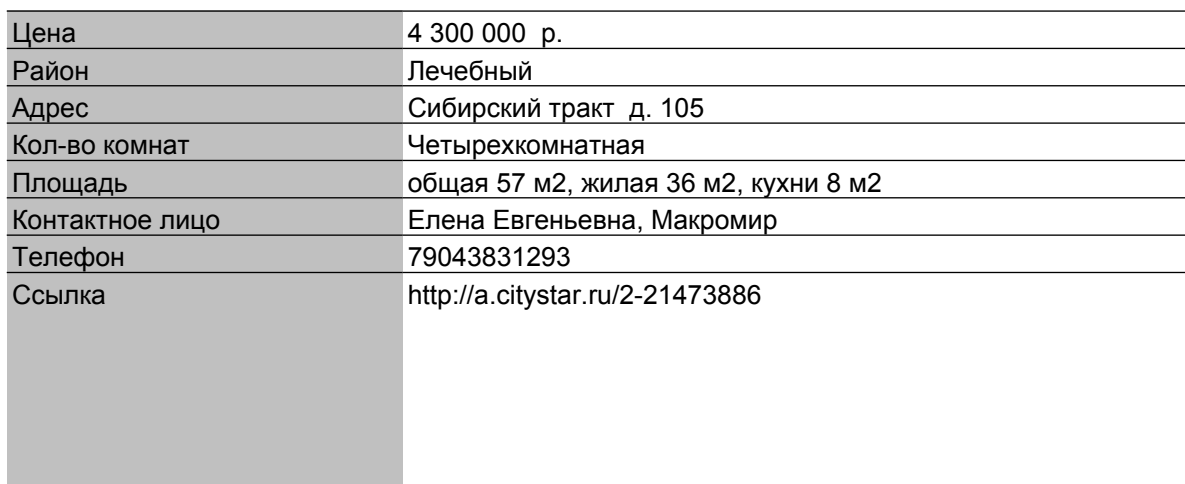 Цена 4 300 000 р.
Район Лечебный
Адрес Сибирский тракт д. 105
Кол-во комнат Четырехкомнатная
Площадь общая 57 м2, жилая 36 м2, кухни 8 м2
Контактное лицо Елена Евгеньевна, Макромир
Телефон 79043831293
Ссылка http://a.citystar.ru/2-21473886